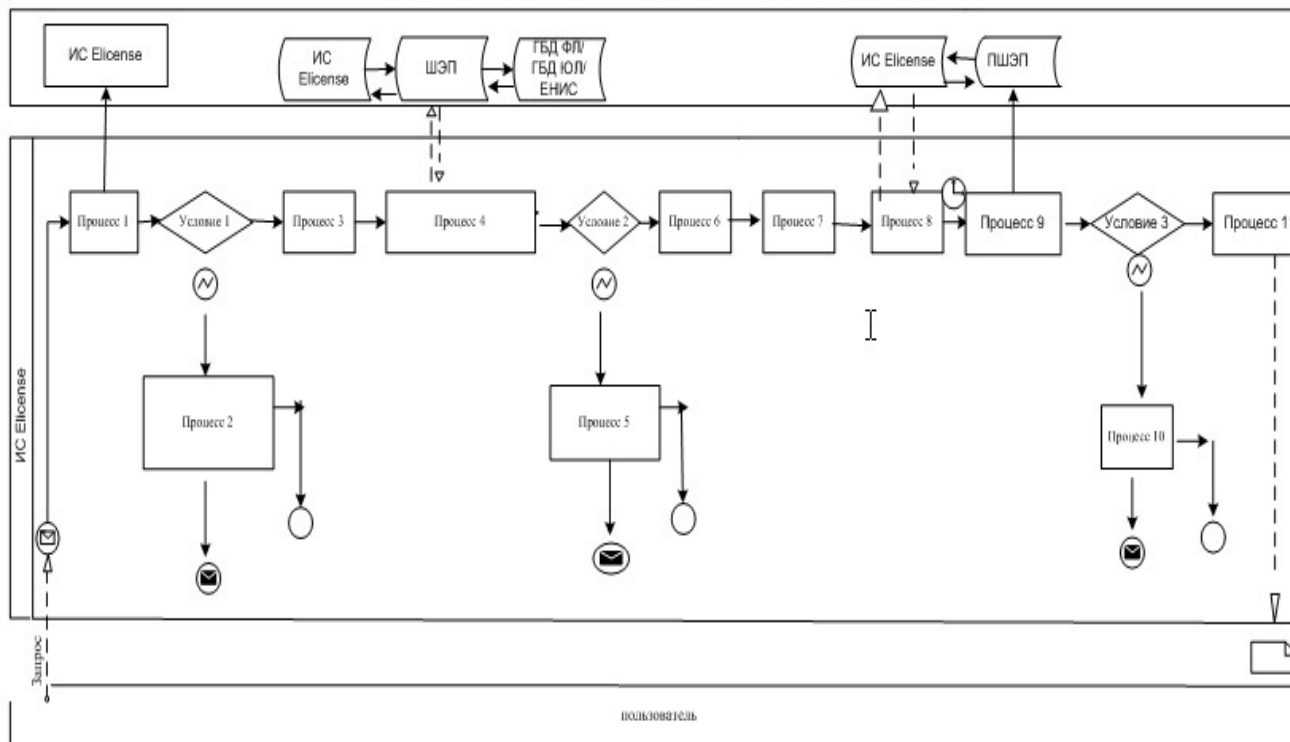 ИС Elicense
ИС
Elicense
ШЭП
ГБД ФЛ/
ГБД ЮЛ/
ЕНИС
ИС Elicense
ПШЭП
Процесс 1
Условие 1
Процесс 3
Процесс 4
Условие 2
Процесс 6
Процесс 7
Процесс 8
Процесс 9
Условие 3
Процесс 1
Процесс 2
Процесс 5
Процесс 10
ИС Elicense
Запрос
пользователь